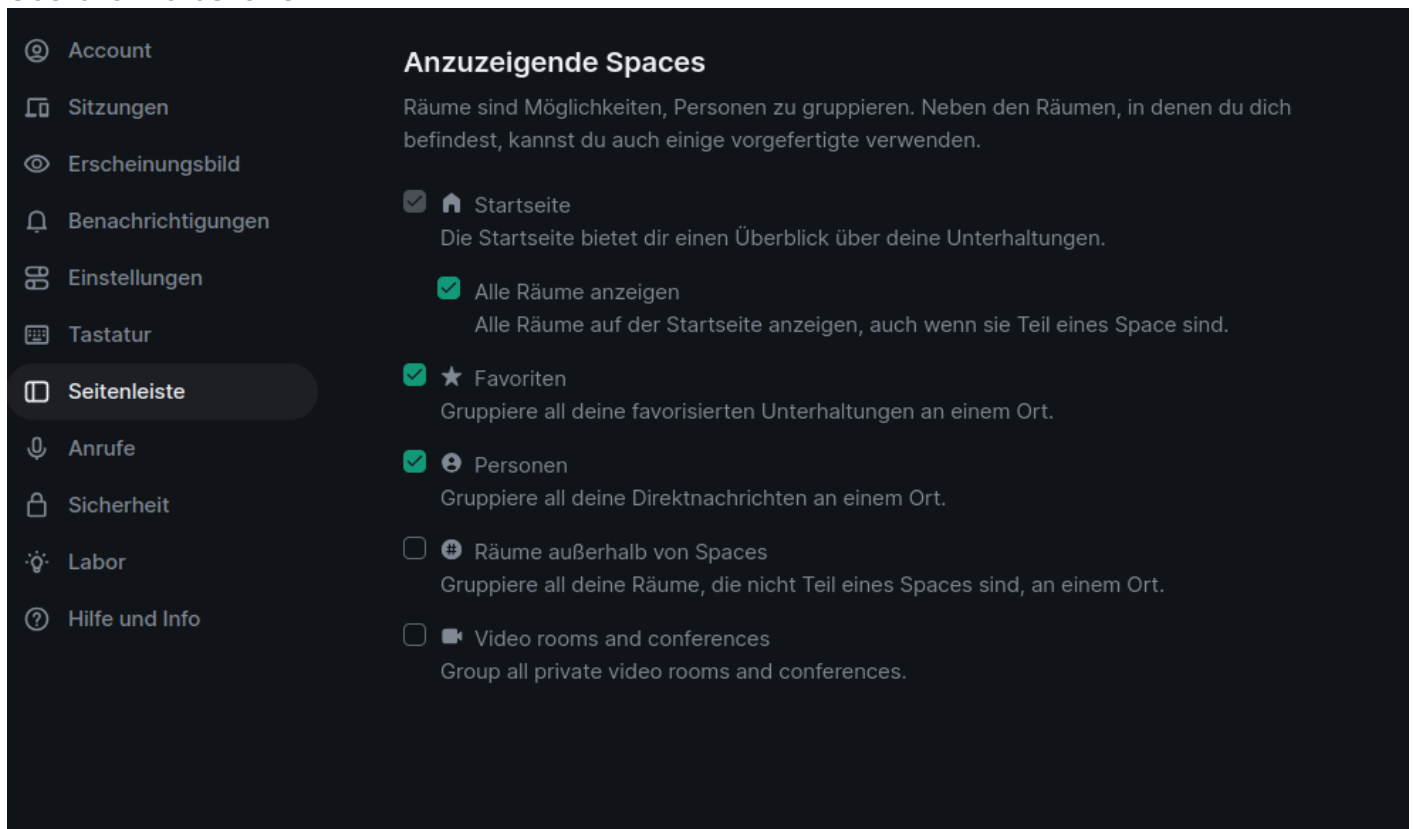 Account
Sitzungen
Erscheinungsbild
Benachrichtigungen
Einstellungen
Tastatur
Seitenleiste
Anrufe
Sicherheit
Labor
Hilfe und Info
Anzuzeigende Spaces
Räume sind Möglichkeiten, Personen zu gruppieren. Neben den Räumen, in denen du dich
befindest, kannst du auch einige vorgefertigte verwenden.
Startseite
Die Startseite bietet dir einen Überblick über deine Unterhaltungen.
Alle Räume anzeigen
Alle Räume auf der Startseite anzeigen, auch wenn sie Teil eines Space sind.
Favoriten
Gruppiere all deine favorisierten Unterhaltungen an einem Ort.
Personen
Gruppiere all deine Direktnachrichten an einem Ort.
Räume außerhalb von Spaces
Gruppiere all deine Räume, die nicht Teil eines Spaces sind, an einem Ort.
Video rooms and conferences
Group all private video rooms and conferences.